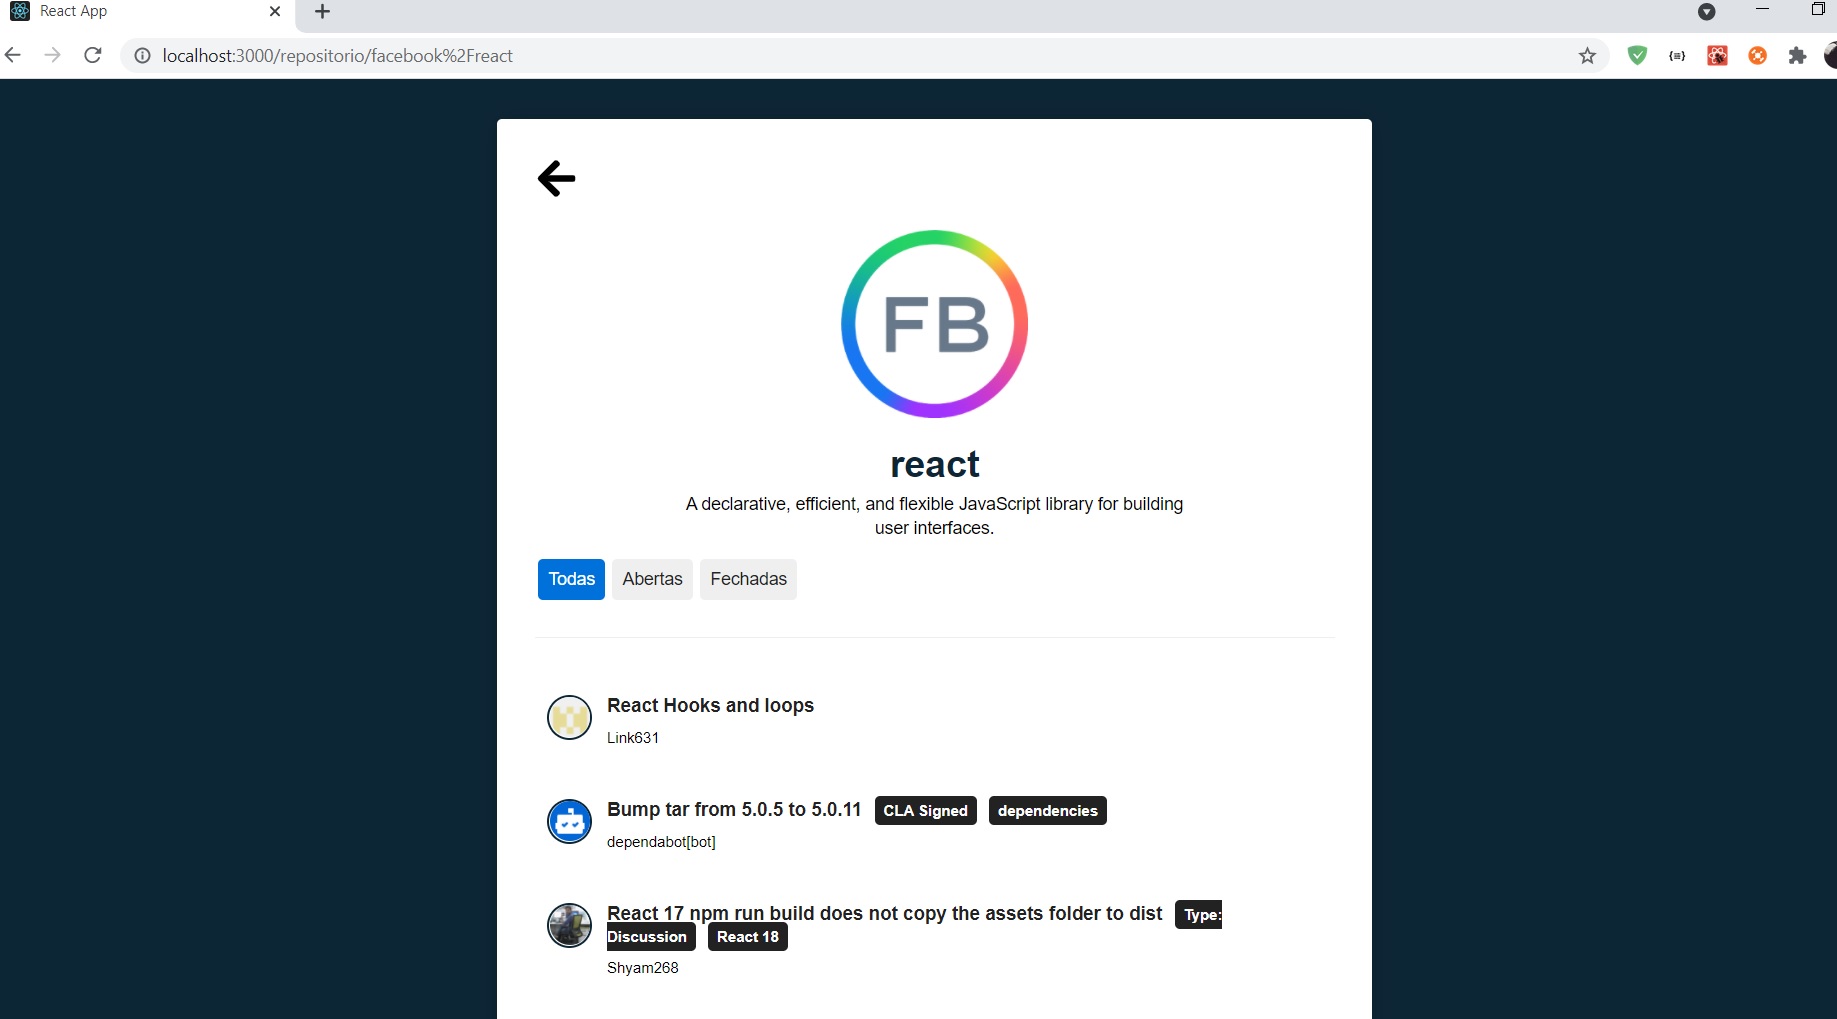 React App
localhost:3000/repositorio/facebook%2Freact
FB
react
A declarative, efficient, and flexible JavaScript library for building
user interfaces.
Todas Abertas Fechadas
React Hooks and loops
Link631
Bump tar from 5.0.5 to 5.0.11 CLA Signed dependencies
dependabot[bot]
React 17 npm run build does not copy the assets folder to dist Type:
Discussion React 18
Shyam268